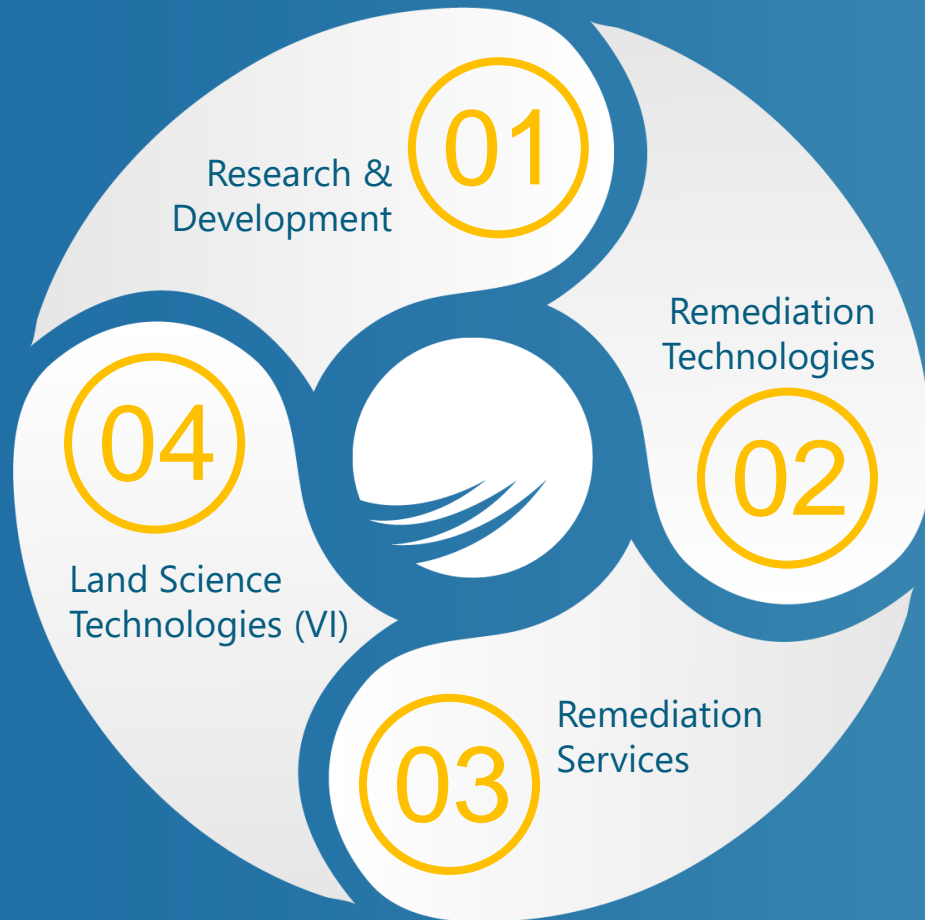 01
Research &
Development
Remediation
Technologies
02
03
Remediation
Services
04
Land Science
Technologies (VI)